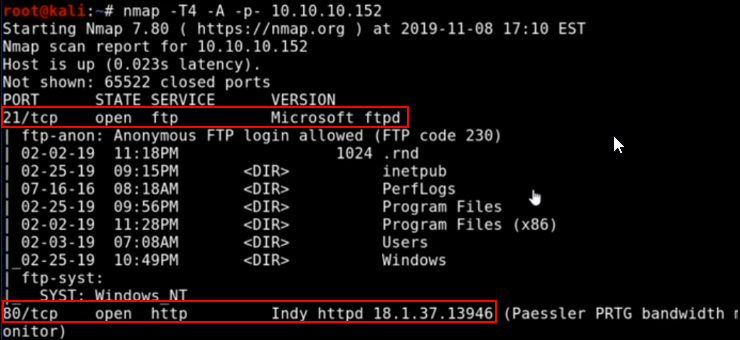 root@kali:~# nmap -T4 -A -p- 10.10.10.152
Starting Nmap 7.80 ( https://nmap.org ) at 2019-11-08 17:10 EST
Nmap scan report for 10.10.10.152
Host is up (0.023s latency).
Not shown: 65522 closed ports
PORT STATE SERVICE VERSION
21/tcp open ftp Microsoft ftpd
| ftp-anon: Anonymous FTP login allowed (FTP code 230)
| 02-02-19 11:18PM 1024 .rnd
| 02-25-19 09:15PM <DIR> inetpub
| 07-16-16 08:18AM <DIR> PerfLogs
| 02-25-19 09:56PM <DIR> Program Files
| 02-02-19 11:28PM <DIR> Program Files (x86)
| 02-03-19 07:08AM <DIR> Users
|_02-25-19 10:49PM <DIR> Windows
| ftp-syst:
|_ SYST: Windows_NT
80/tcp open http Indy httpd 18.1.37.13946 (Paessler PRTG bandwidth m
onitor)